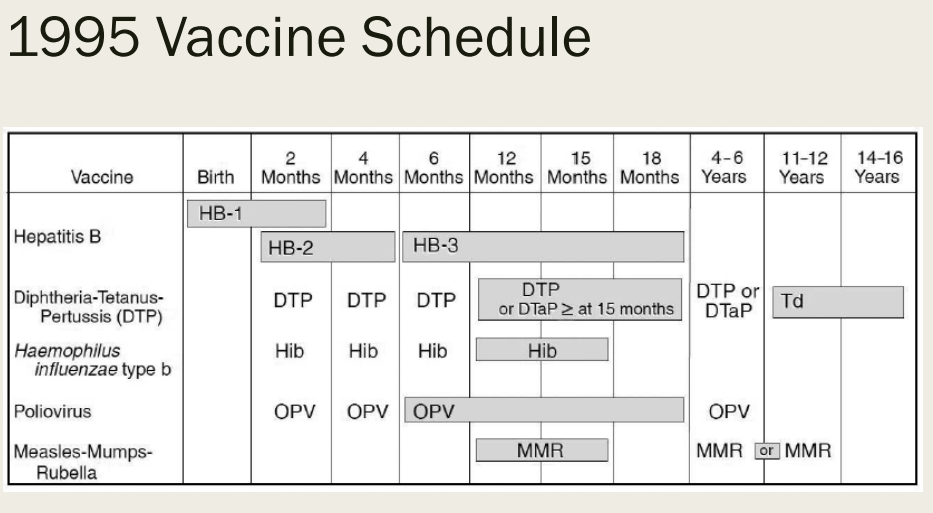 1995 Vaccine Schedule
Vaccine Birth 2 Months 4 Months 6 Months 12 Months 15 Months 18 Months 4–6 Years 11–12 Years 14–16 Years
Hepatitis B
HB-1
HB-2 HB-3
Diphtheria-Tetanus-
Pertussis (DTP)
DTP DTP DTP DTP
or DTaP ≥ at 15 months
DTP or
DTaP
Td
Haemophilus
influenzae type b
Hib Hib Hib Hib
Poliovirus OPV OPV OPV OPV
Measles-Mumps-
Rubella
MMR MMR or MMR